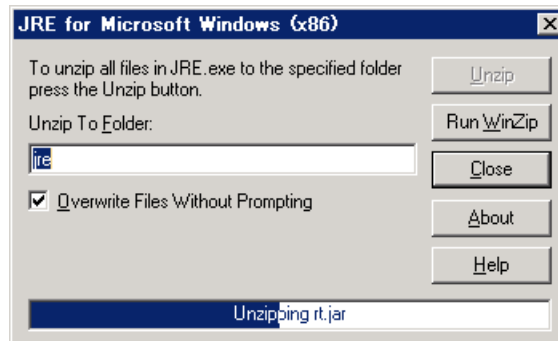 JRE for Microsoft Windows (x86)
To unzip all files in JRE.exe to the specified folder
press the Unzip button.
Unzip To Folder:
jre
Overwrite Files Without Prompting
Unzip
Run WinZip
Close
About
Help
Unzipping rt.jar